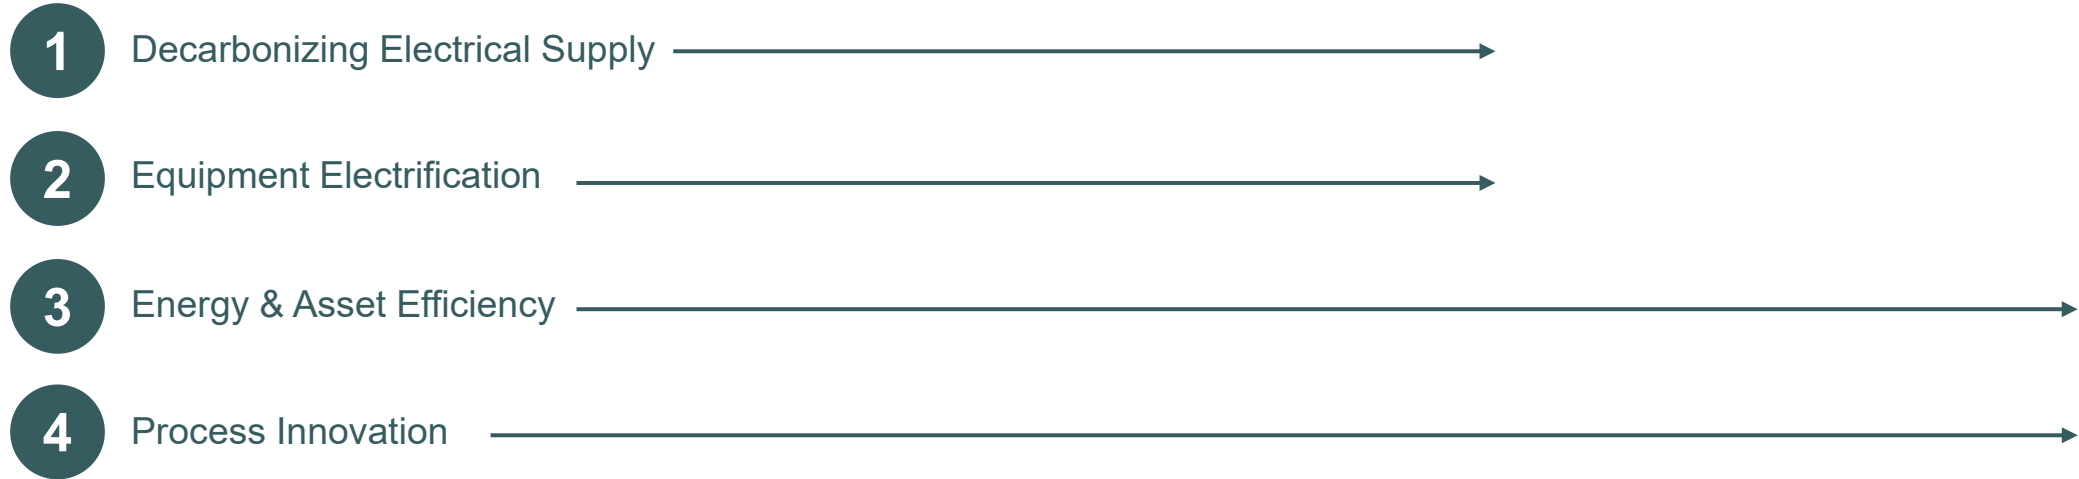 1 Decarbonizing Electrical Supply
2 Equipment Electrification
3 Energy & Asset Efficiency
4 Process Innovation